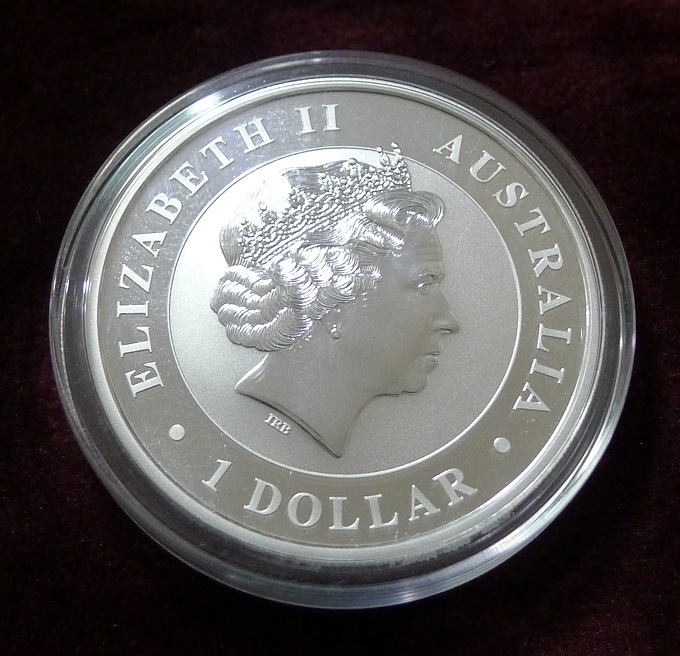 ELIZABETH II
AUSTRALIA
1 DOLLAR
IRB